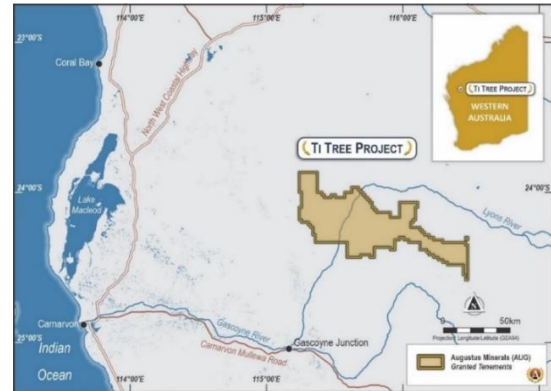 114°00'E
115°00'E
116°00'E
23°00'S
Coral Bay
North West Coastal Highway
TI TREE PROJECT
WESTERN
AUSTRALIA
TI TREE PROJECT
24°00'S
Lake
Macleod
Lyons River
Carnarvon
Gascoyne River
Carnarvon Mullewa Road
Gascoyne Junction
25°00'S
Indian
Ocean
N
0
50km
Projection: Longitude/Latitude (GDA94)
Augustus Minerals (AUG)
Granted Tenements
114°00'E
115°00'E
116°00'E